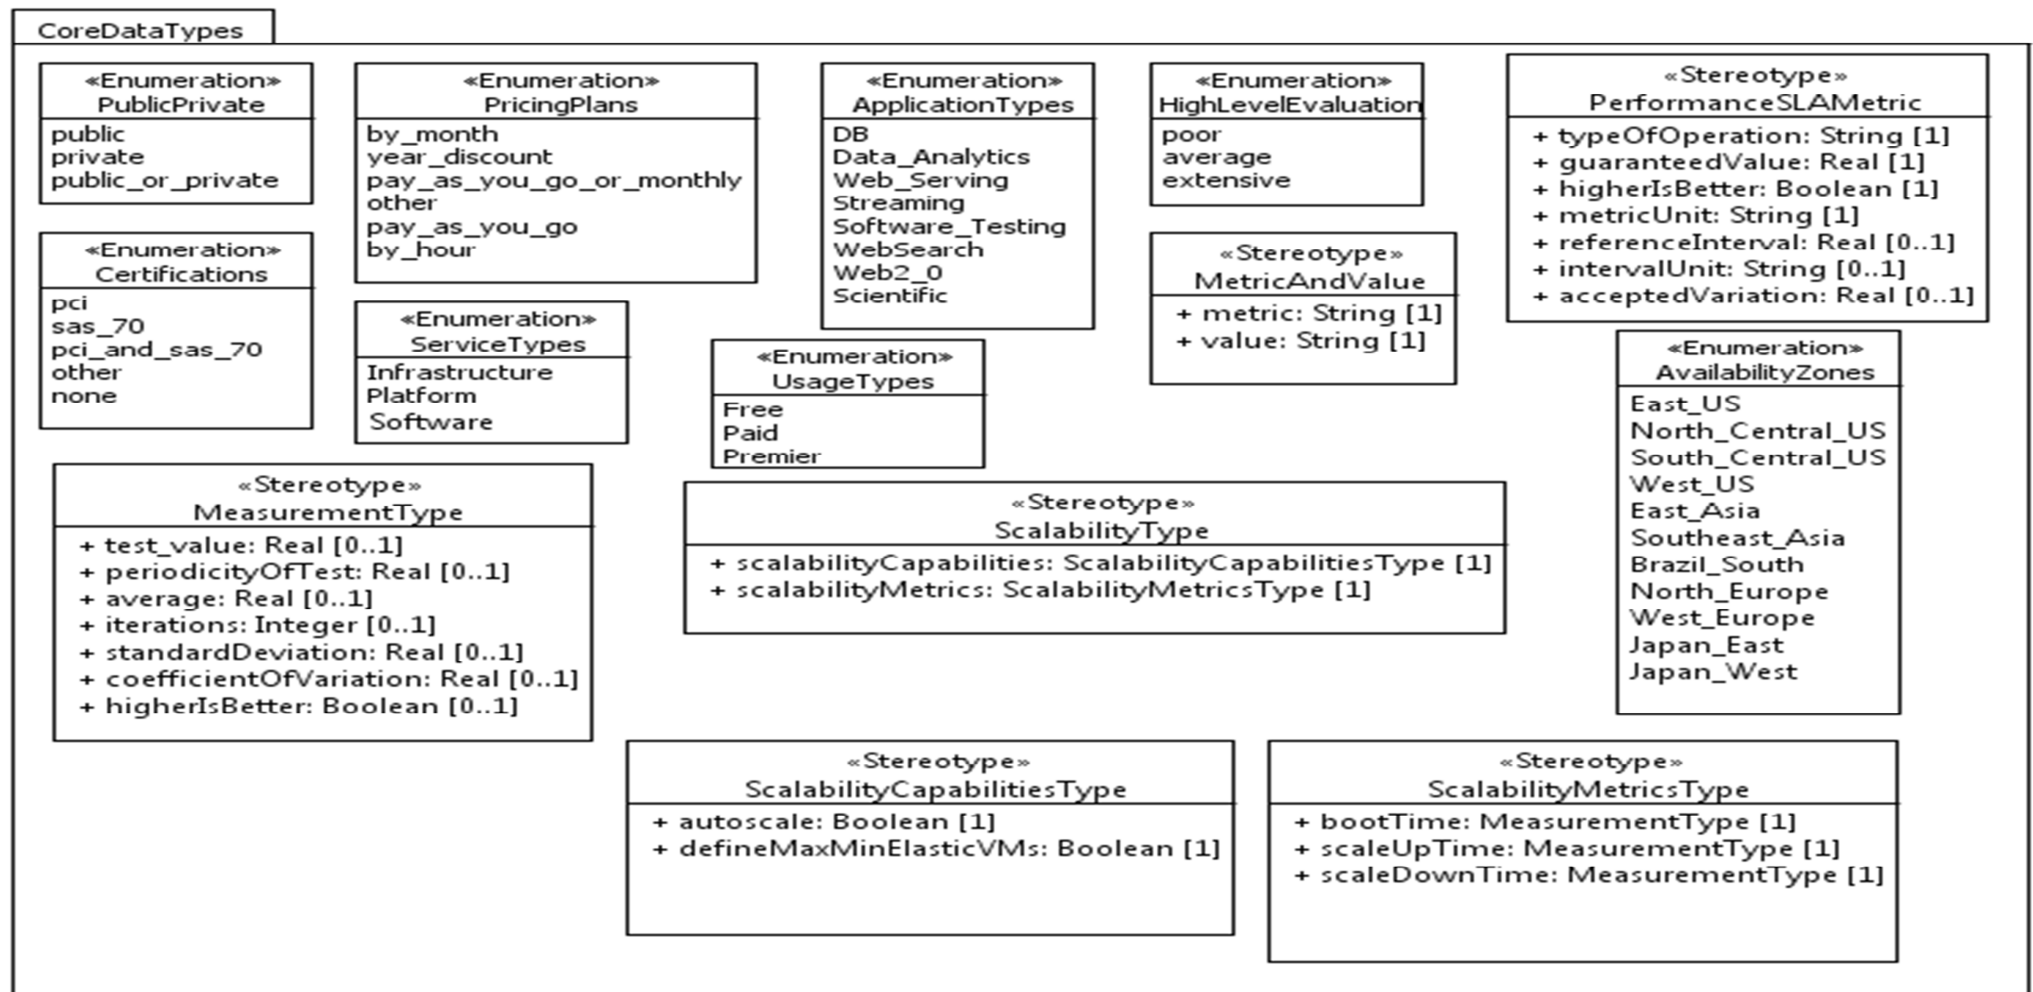 CoreDataTypes
«Enumeration»
PublicPrivate
public
private
public_or_private
«Enumeration»
PricingPlans
by_month
year_discount
pay_as_you_go_or_monthly
other
pay_as_you_go
by_hour
«Enumeration»
ApplicationTypes
DB
Data_Analytics
Web_Serving
Streaming
Software_Testing
WebSearch
Web2_0
Scientific
«Enumeration»
HighLevelEvaluation
poor
average
extensive
«Stereotype»
PerformanceSLAMetric
+ typeOfOperation: String [1]
+ guaranteedValue: Real [1]
+ higherIsBetter: Boolean [1]
+ metricUnit: String [1]
+ referenceInterval: Real [0..1]
+ intervalUnit: String [0..1]
+ acceptedVariation: Real [0..1]
«Enumeration»
Certifications
pci
sas_70
pci_and_sas_70
other
none
«Enumeration»
ServiceTypes
Infrastructure
Platform
Software
«Enumeration»
UsageTypes
Free
Paid
Premier
«Stereotype»
MetricAndValue
+ metric: String [1]
+ value: String [1]
«Enumeration»
AvailabilityZones
East_US
North_Central_US
South_Central_US
West_US
East_Asia
Southeast_Asia
Brazil_South
North_Europe
West_Europe
Japan_East
Japan_West
«Stereotype»
MeasurementType
+ test_value: Real [0..1]
+ periodicityOfTest: Real [0..1]
+ average: Real [0..1]
+ iterations: Integer [0..1]
+ standardDeviation: Real [0..1]
+ coefficientOfVariation: Real [0..1]
+ higherIsBetter: Boolean [0..1]
«Stereotype»
ScalabilityType
+ scalabilityCapabilities: ScalabilityCapabilitiesType [1]
+ scalabilityMetrics: ScalabilityMetricsType [1]
«Stereotype»
ScalabilityCapabilitiesType
+ autoscale: Boolean [1]
+ defineMaxMinElasticVMs: Boolean [1]
«Stereotype»
ScalabilityMetricsType
+ bootTime: MeasurementType [1]
+ scaleUpTime: MeasurementType [1]
+ scaleDownTime: MeasurementType [1]